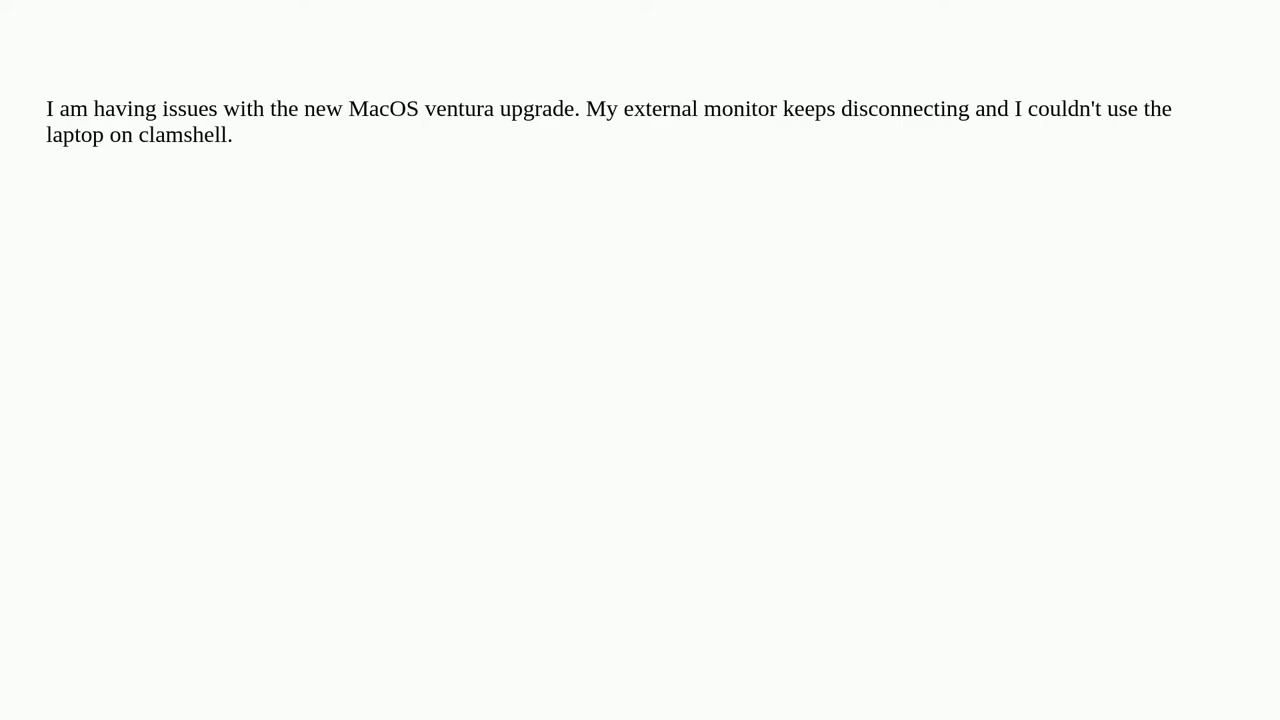 I am having issues with the new MacOS ventura upgrade. My external monitor keeps disconnecting and I couldn't use the
laptop on clamshell.